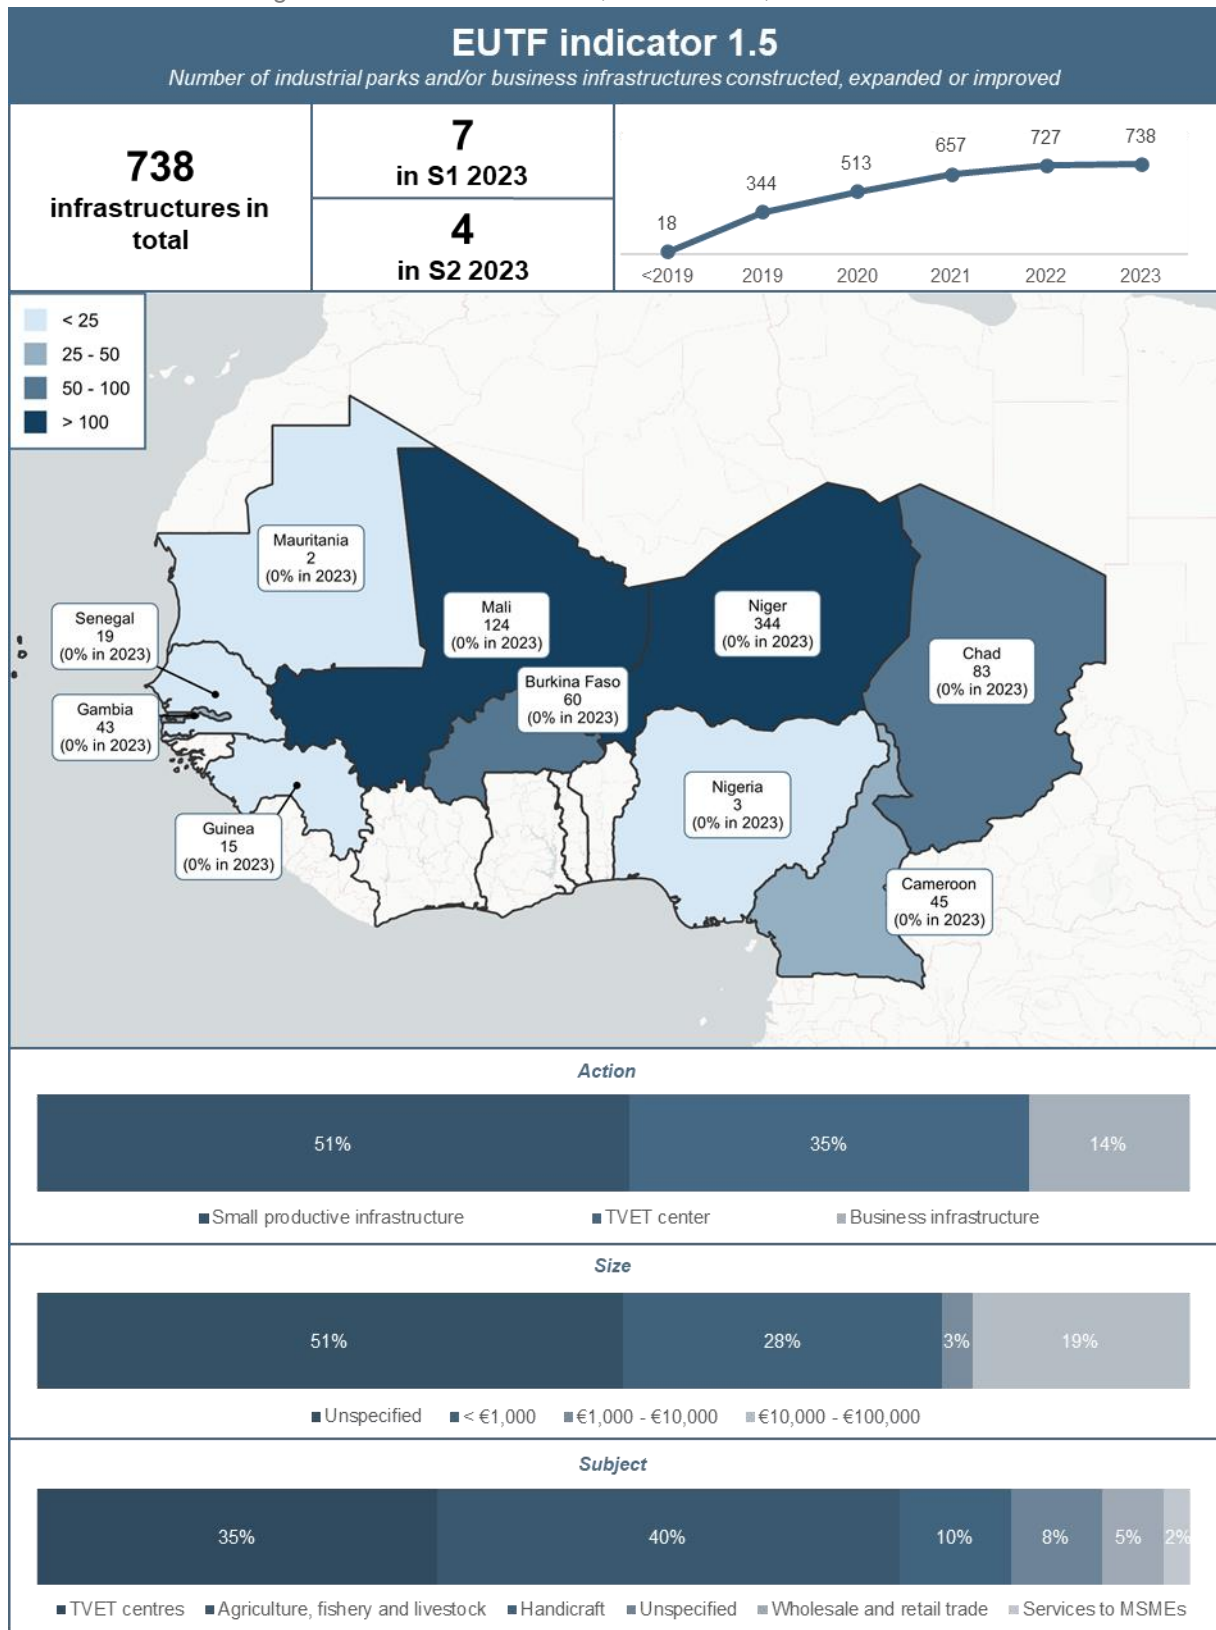 EUTF indicator 1.5
Number of industrial parks and/or business infrastructures constructed, expanded or improved
738
infrastructures in
total
7
in S1 2023
4
in S2 2023
18
344
513
657
727
738
<2019
2019
2020
2021
2022
2023
< 25
25 - 50
50 - 100
> 100
Mauritania
2
(0% in 2023)
Senegal
19
(0% in 2023)
Mali
124
(0% in 2023)
Niger
344
(0% in 2023)
Chad
83
(0% in 2023)
Burkina Faso
60
(0% in 2023)
Gambia
43
(0% in 2023)
Nigeria
3
(0% in 2023)
Guinea
15
(0% in 2023)
Cameroon
45
(0% in 2023)
Action
51%
35%
14%
Small productive infrastructure
TVET center
Business infrastructure
Size
51%
28%
3%
19%
Unspecified
< €1,000
€1,000 - €10,000
€10,000 - €100,000
Subject
35%
40%
10%
8%
5%
2%
TVET centres
Agriculture, fishery and livestock
Handicraft
Unspecified
Wholesale and retail trade
Services to MSMEs